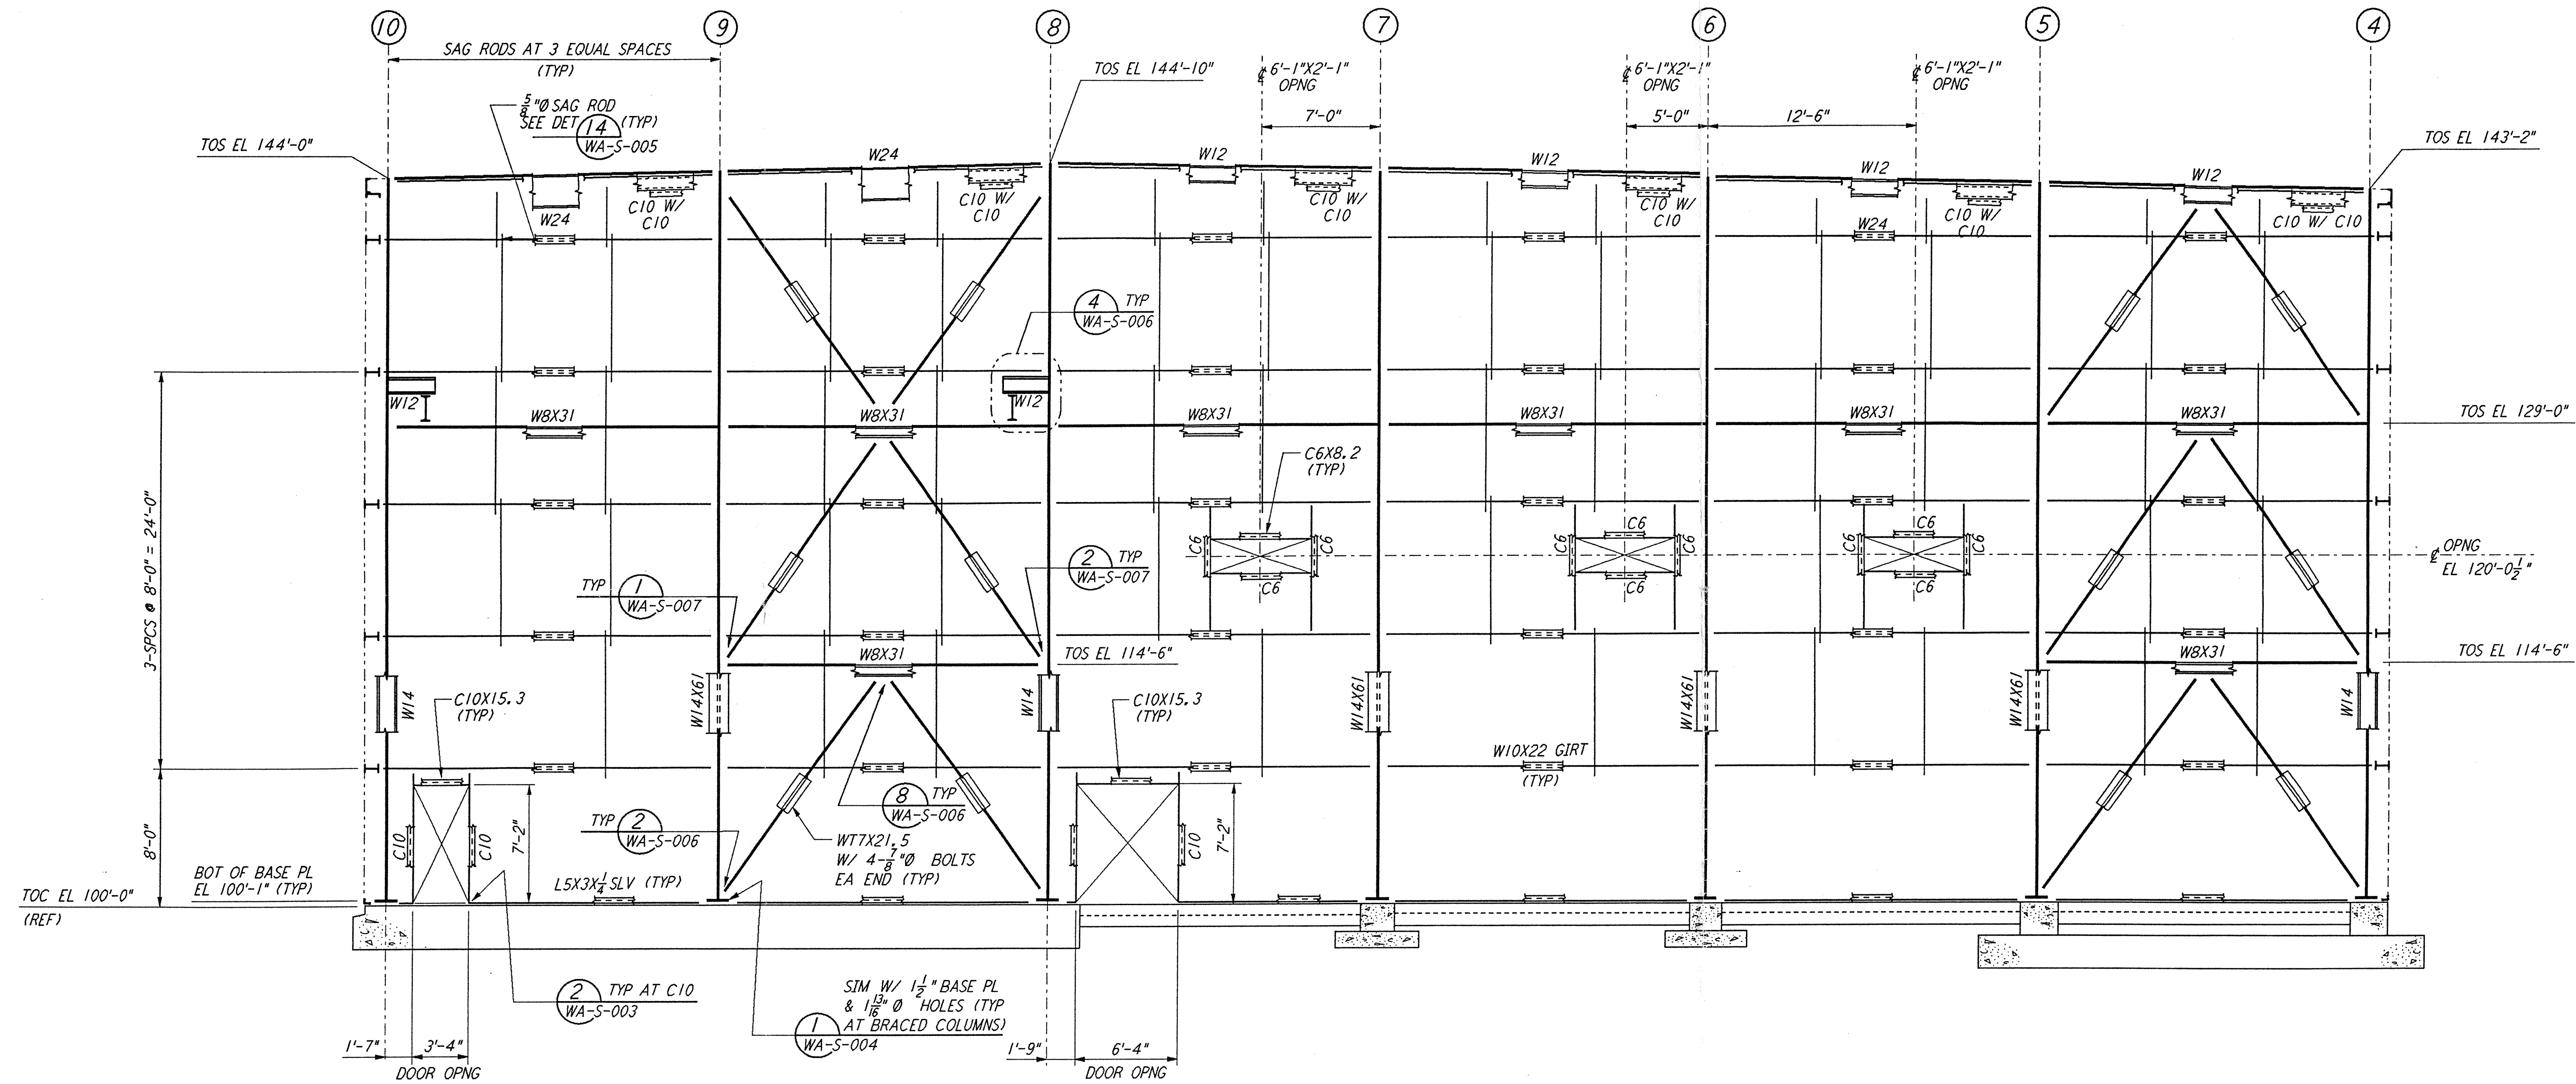 10
9
8
7
6
5
4
SAG RODS AT 3 EQUAL SPACES
(TYP)
TOS EL 144'-10"
℄ 6'-1"X2'-1"
OPNG
℄ 6'-1"X2'-1"
OPNG
℄ 6'-1"X2'-1"
OPNG
5/8"Ø SAG ROD
SEE DET 14 (TYP)
WA-S-005
7'-0"
5'-0"
12'-6"
TOS EL 144'-0"
TOS EL 143'-2"
W24
W12
W12
W12
W12
W24
C10 W/
C10
C10 W/
C10
C10 W/
C10
C10 W/
C10
W24
C10 W/
C10
C10 W/ C10
4 TYP
WA-S-006
W12
W12
W8X31
W8X31
W8X31
W8X31
W8X31
W8X31
TOS EL 129'-0"
C6X8.2
(TYP)
3-SPCS @ 8'-0" = 24'-0"
C6
C6
C6
C6
C6
C6
C6
C6
C6
C6
C6
℄ OPNG
EL 120'-0 1/2"
TYP 1
WA-S-007
2 TYP
WA-S-007
W8X31
TOS EL 114'-6"
W8X31
TOS EL 114'-6"
W14
W14X61
W14
W14X61
W14X61
W14X61
W14
C10X15.3
(TYP)
C10X15.3
(TYP)
W10X22 GIRT
(TYP)
8'-0"
C10
C10
7'-2"
TYP 2
WA-S-006
8 TYP
WA-S-006
WT7X21.5
W/ 4-7/8"Ø BOLTS
EA END (TYP)
C10
7'-2"
BOT OF BASE PL
EL 100'-1" (TYP)
L5X3X1/4 SLV (TYP)
TOC EL 100'-0"
(REF)
2 TYP AT C10
WA-S-003
SIM W/ 1 1/2" BASE PL
& 1 13/16" Ø HOLES (TYP
1 AT BRACED COLUMNS)
WA-S-004
1'-7"
3'-4"
DOOR OPNG
1'-9"
6'-4"
DOOR OPNG